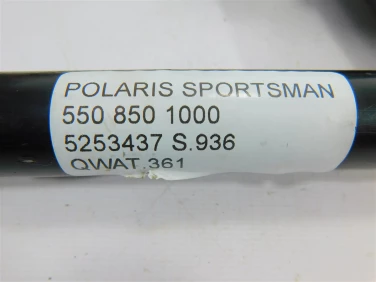 POLARIS SPORTSMAN
550 850 1000
5253437 S.936
QWAT.361